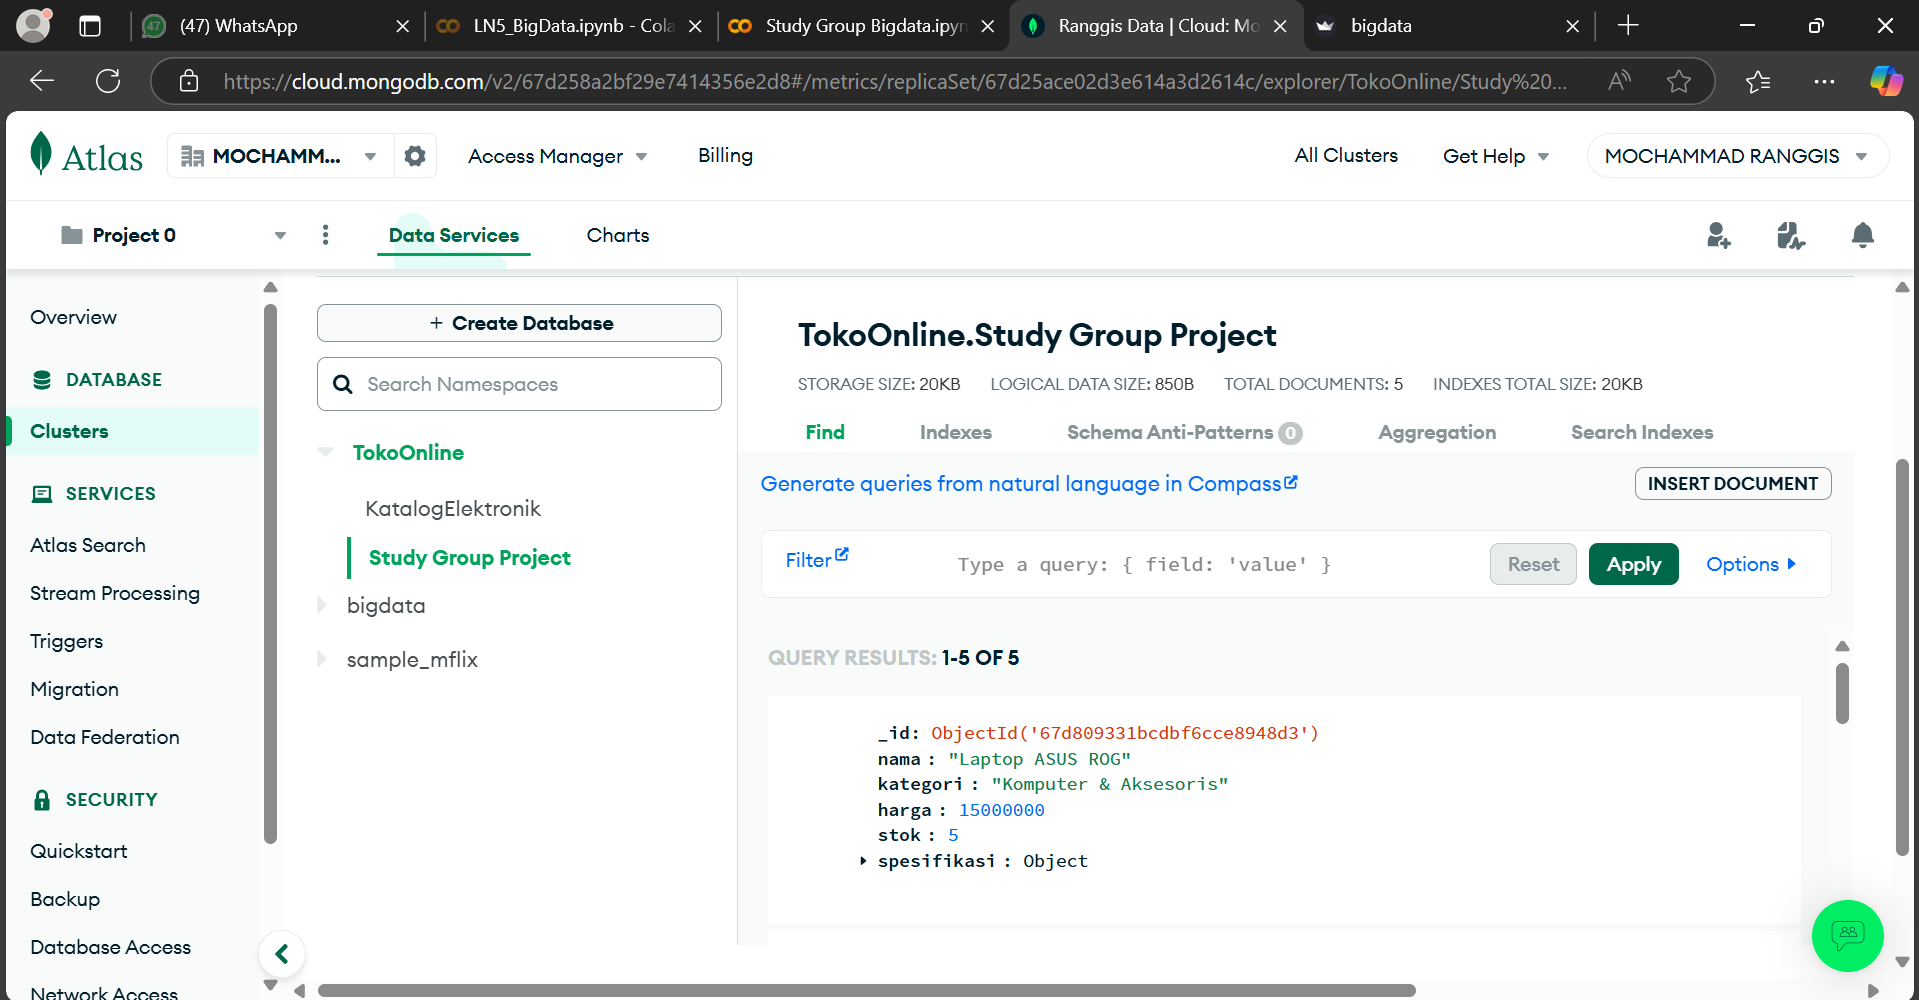 47
(47) WhatsApp
LN5_BigData.ipynb - Cola
Study Group Bigdata.ipyn
Ranggis Data | Cloud: Mo
bigdata
https://cloud.mongodb.com/v2/67d258a2bf29e7414356e2d8#/metrics/replicaSet/67d25ace02d3e614a3d2614c/explorer/TokoOnline/Study%20...
Atlas
MOCHAMM...
Access Manager
Billing
All Clusters
Get Help
MOCHAMMAD RANGGIS
Project 0
Data Services
Charts
Overview
DATABASE
Clusters
SERVICES
Atlas Search
Stream Processing
Triggers
Migration
Data Federation
SECURITY
Quickstart
Backup
Database Access
Network Access
+ Create Database
Search Namespaces
TokoOnline
KatalogElektronik
Study Group Project
bigdata
sample_mflix
TokoOnline.Study Group Project
STORAGE SIZE: 20KB LOGICAL DATA SIZE: 850B TOTAL DOCUMENTS: 5 INDEXES TOTAL SIZE: 20KB
Find Indexes Schema Anti-Patterns 0 Aggregation Search Indexes
Generate queries from natural language in Compass
INSERT DOCUMENT
Filter
Type a query: { field: 'value' }
Reset
Apply
Options
QUERY RESULTS: 1-5 OF 5
_id: ObjectId('67d809331bcdbf6cce8948d3')
nama : "Laptop ASUS ROG"
kategori : "Komputer & Aksesoris"
harga : 15000000
stok : 5
spesifikasi : Object